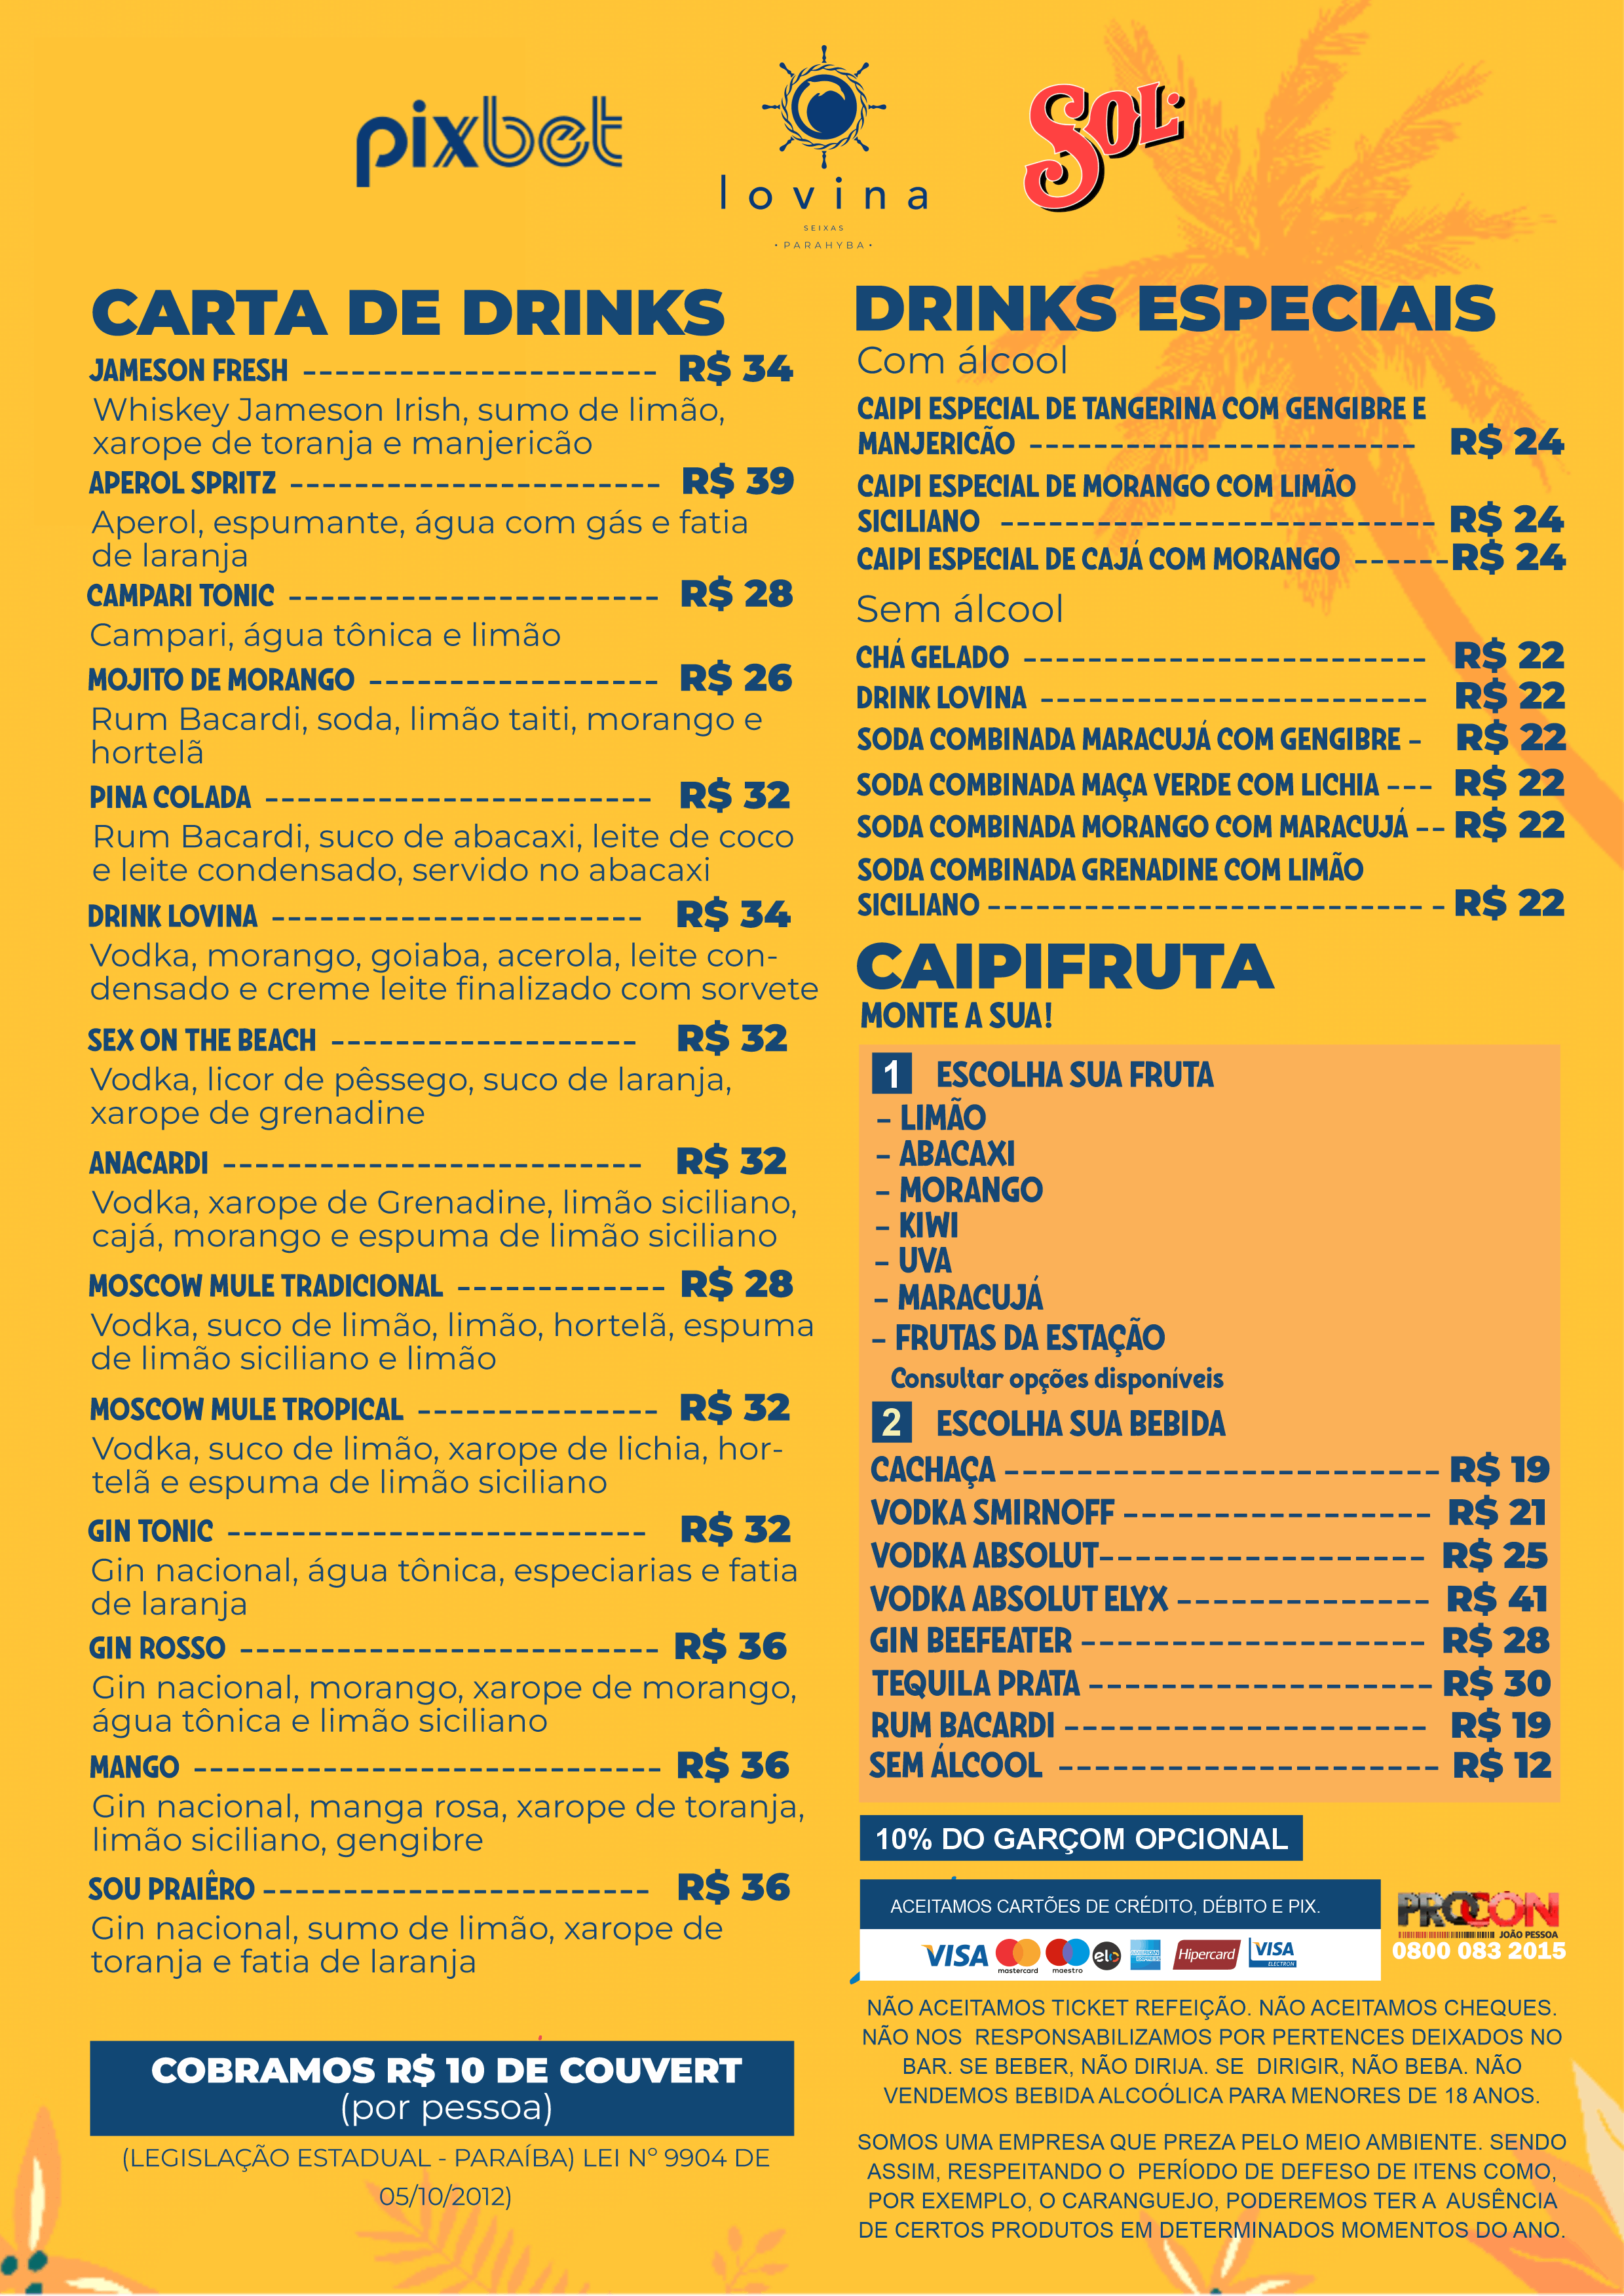 pixbet
lovina
SEIXAS
• PARAHYBA •
SOL
CARTA DE DRINKS
JAMESON FRESH ---------------------- R$ 34
Whiskey Jameson Irish, sumo de limão,
xarope de toranja e manjericão
APEROL SPRITZ ----------------------- R$ 39
Aperol, espumante, água com gás e fatia
de laranja
CAMPARI TONIC ----------------------- R$ 28
Campari, água tônica e limão
MOJITO DE MORANGO ------------------ R$ 26
Rum Bacardi, soda, limão taiti, morango e
hortelã
PINA COLADA ------------------------ R$ 32
Rum Bacardi, suco de abacaxi, leite de coco
e leite condensado, servido no abacaxi
DRINK LOVINA ----------------------- R$ 34
Vodka, morango, goiaba, acerola, leite con-
densado e creme leite finalizado com sorvete
SEX ON THE BEACH ------------------- R$ 32
Vodka, licor de pêssego, suco de laranja,
xarope de grenadine
ANACARDI -------------------------- R$ 32
Vodka, xarope de Grenadine, limão siciliano,
cajá, morango e espuma de limão siciliano
MOSCOW MULE TRADICIONAL ------------- R$ 28
Vodka, suco de limão, limão, hortelã, espuma
de limão siciliano e limão
MOSCOW MULE TROPICAL --------------- R$ 32
Vodka, suco de limão, xarope de lichia, hor-
telã e espuma de limão siciliano
GIN TONIC -------------------------- R$ 32
Gin nacional, água tônica, especiarias e fatia
de laranja
GIN ROSSO -------------------------- R$ 36
Gin nacional, morango, xarope de morango,
água tônica e limão siciliano
MANGO ----------------------------- R$ 36
Gin nacional, manga rosa, xarope de toranja,
limão siciliano, gengibre
SOU PRAIÊRO ------------------------ R$ 36
Gin nacional, sumo de limão, xarope de
toranja e fatia de laranja
COBRAMOS R$ 10 DE COUVERT
(por pessoa)
(LEGISLAÇÃO ESTADUAL - PARAÍBA) LEI Nº 9904 DE
05/10/2012)
DRINKS ESPECIAIS
Com álcool
CAIPI ESPECIAL DE TANGERINA COM GENGIBRE E
MANJERICÃO ------------------------ R$ 24
CAIPI ESPECIAL DE MORANGO COM LIMÃO
SICILIANO --------------------------- R$ 24
CAIPI ESPECIAL DE CAJÁ COM MORANGO ------R$ 24
Sem álcool
CHÁ GELADO ------------------------- R$ 22
DRINK LOVINA ------------------------ R$ 22
SODA COMBINADA MARACUJÁ COM GENGIBRE - R$ 22
SODA COMBINADA MAÇA VERDE COM LICHIA --- R$ 22
SODA COMBINADA MORANGO COM MARACUJÁ -- R$ 22
SODA COMBINADA GRENADINE COM LIMÃO
SICILIANO --------------------------- - R$ 22
CAIPIFRUTA
MONTE A SUA!
1 ESCOLHA SUA FRUTA
- LIMÃO
- ABACAXI
- MORANGO
- KIWI
- UVA
- MARACUJÁ
- FRUTAS DA ESTAÇÃO
Consultar opções disponíveis
2 ESCOLHA SUA BEBIDA
CACHAÇA ------------------------ R$ 19
VODKA SMIRNOFF ----------------- R$ 21
VODKA ABSOLUT------------------ R$ 25
VODKA ABSOLUT ELYX -------------- R$ 41
GIN BEEFEATER ------------------- R$ 28
TEQUILA PRATA ------------------- R$ 30
RUM BACARDI -------------------- R$ 19
SEM ÁLCOOL --------------------- R$ 12
10% DO GARÇOM OPCIONAL
ACEITAMOS CARTÕES DE CRÉDITO, DÉBITO E PIX.
VISA mastercard maestro elo AMERICAN EXPRESS Hipercard VISA ELECTRON
PROCON
JOÃO PESSOA
0800 083 2015
NÃO ACEITAMOS TICKET REFEIÇÃO. NÃO ACEITAMOS CHEQUES.
NÃO NOS RESPONSABILIZAMOS POR PERTENCES DEIXADOS NO
BAR. SE BEBER, NÃO DIRIJA. SE DIRIGIR, NÃO BEBA. NÃO
VENDEMOS BEBIDA ALCOÓLICA PARA MENORES DE 18 ANOS.
SOMOS UMA EMPRESA QUE PREZA PELO MEIO AMBIENTE. SENDO
ASSIM, RESPEITANDO O PERÍODO DE DEFESO DE ITENS COMO,
POR EXEMPLO, O CARANGUEJO, PODEREMOS TER A AUSÊNCIA
DE CERTOS PRODUTOS EM DETERMINADOS MOMENTOS DO ANO.